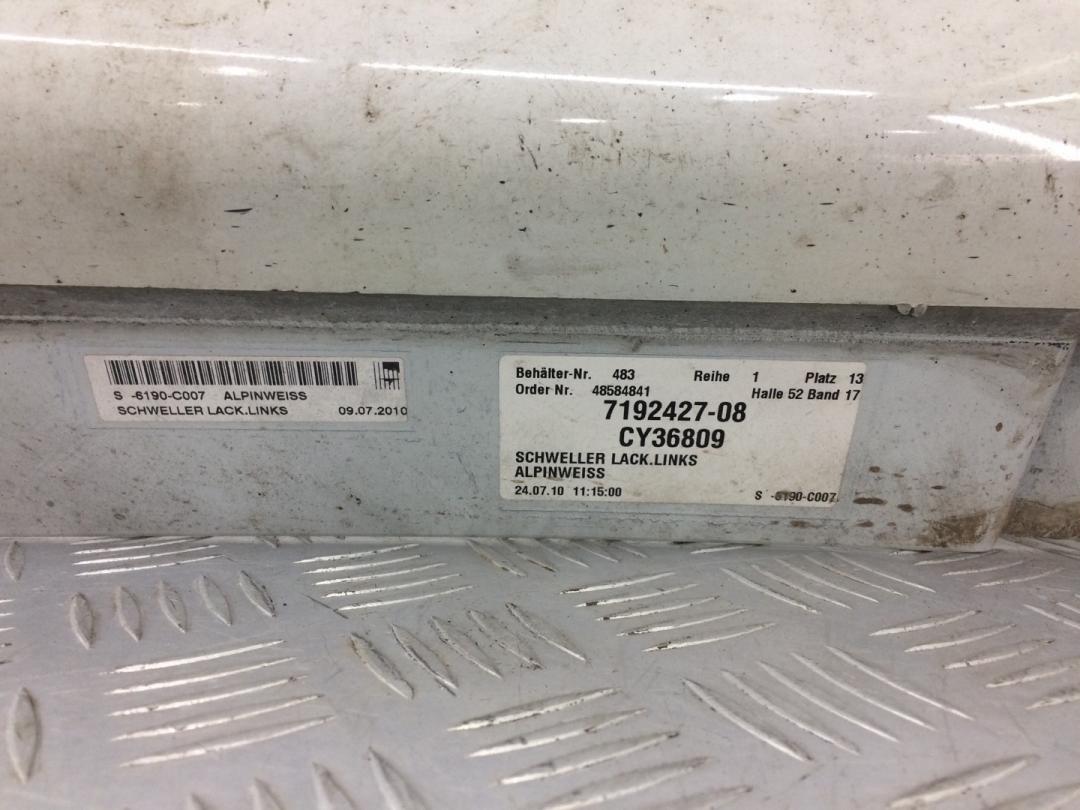 S -6190-C007 ALPINWEISS
SCHWELLER LACK.LINKS 09.07.2010
Behälter-Nr. 483 Reihe 1 Platz 13
Order Nr. 48584841 Halle 52 Band 17
7192427-08
CY36809
SCHWELLER LACK.LINKS
ALPINWEISS
24.07.10 11:15:00 S -6190-C007